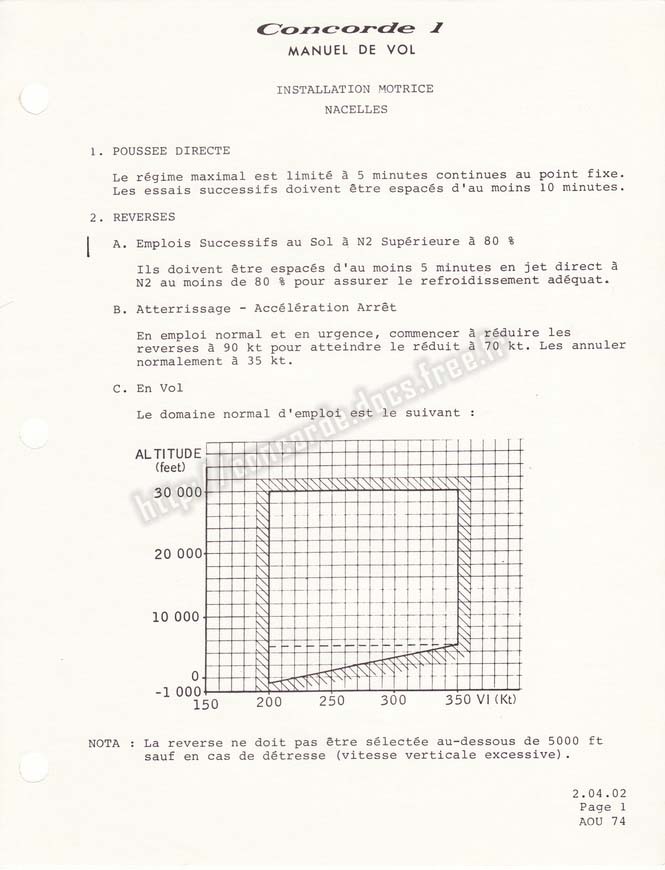 Concorde 1
MANUEL DE VOL
INSTALLATION MOTRICE
NACELLES
1. POUSSEE DIRECTE
Le régime maximal est limité à 5 minutes continues au point fixe.
Les essais successifs doivent être espacés d'au moins 10 minutes.
2. REVERSES
A. Emplois Successifs au Sol à N2 Supérieure à 80 %
Ils doivent être espacés d'au moins 5 minutes en jet direct à
N2 au moins de 80 % pour assurer le refroidissement adéquat.
B. Atterrissage - Accélération Arrêt
En emploi normal et en urgence, commencer à réduire les
reverses à 90 kt pour atteindre le réduit à 70 kt. Les annuler
normalement à 35 kt.
C. En Vol
Le domaine normal d'emploi est le suivant :
http://concorde.docs.free.fr
ALTITUDE
(feet)
30 000
20 000
10 000
0
-1 000
150 200 250 300 350 VI (Kt)
NOTA : La reverse ne doit pas être sélectée au-dessous de 5000 ft
sauf en cas de détresse (vitesse verticale excessive).
2.04.02
Page 1
AOU 74